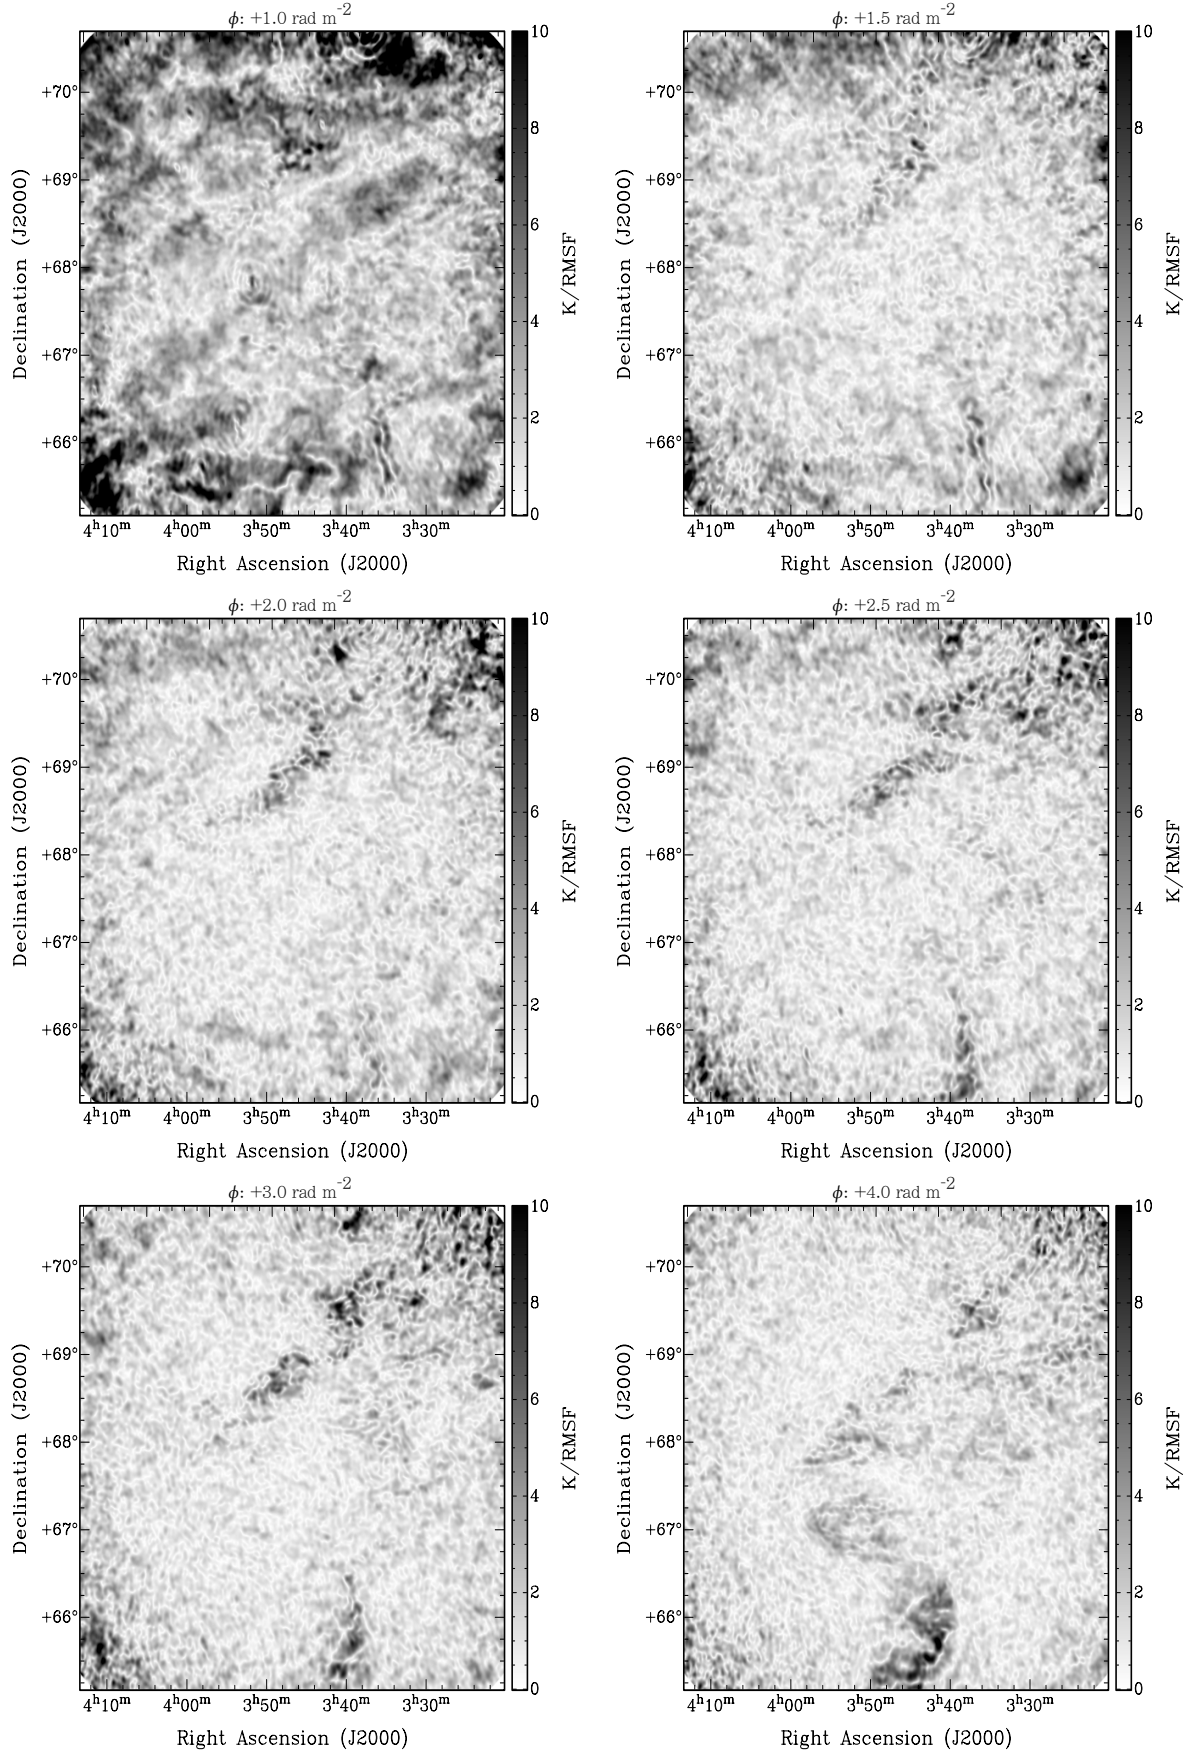 ϕ: +1.0 rad m-2
10
8
6
4
2
0
K/RMSF
+70°
+69°
+68°
+67°
+66°
Declination (J2000)
4h10m 4h00m 3h50m 3h40m 3h30m
Right Ascension (J2000)
ϕ: +1.5 rad m-2
10
8
6
4
2
0
K/RMSF
+70°
+69°
+68°
+67°
+66°
Declination (J2000)
4h10m 4h00m 3h50m 3h40m 3h30m
Right Ascension (J2000)
ϕ: +2.0 rad m-2
10
8
6
4
2
0
K/RMSF
+70°
+69°
+68°
+67°
+66°
Declination (J2000)
4h10m 4h00m 3h50m 3h40m 3h30m
Right Ascension (J2000)
ϕ: +2.5 rad m-2
10
8
6
4
2
0
K/RMSF
+70°
+69°
+68°
+67°
+66°
Declination (J2000)
4h10m 4h00m 3h50m 3h40m 3h30m
Right Ascension (J2000)
ϕ: +3.0 rad m-2
10
8
6
4
2
0
K/RMSF
+70°
+69°
+68°
+67°
+66°
Declination (J2000)
4h10m 4h00m 3h50m 3h40m 3h30m
Right Ascension (J2000)
ϕ: +4.0 rad m-2
10
8
6
4
2
0
K/RMSF
+70°
+69°
+68°
+67°
+66°
Declination (J2000)
4h10m 4h00m 3h50m 3h40m 3h30m
Right Ascension (J2000)